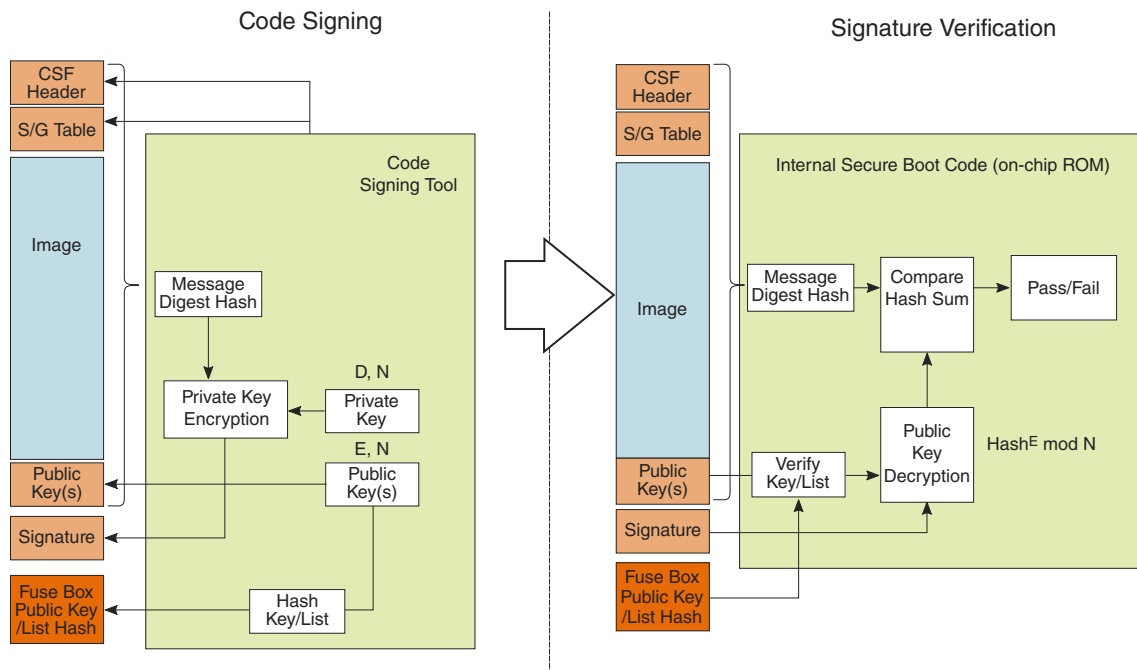 Code Signing
CSF
Header
S/G Table
Image
Public
Key(s)
Signature
Fuse Box
Public Key
/List Hash
Code
Signing Tool
Message
Digest Hash
Private Key
Encryption
D, N
Private
Key
E, N
Public
Key(s)
Hash
Key/List
Signature Verification
CSF
Header
S/G Table
Image
Public
Key(s)
Signature
Fuse Box
Public Key
/List Hash
Internal Secure Boot Code (on-chip ROM)
Message
Digest Hash
Compare
Hash Sum
Pass/Fail
Verify
Key/List
Public
Key
Decryption
Hash^E mod N